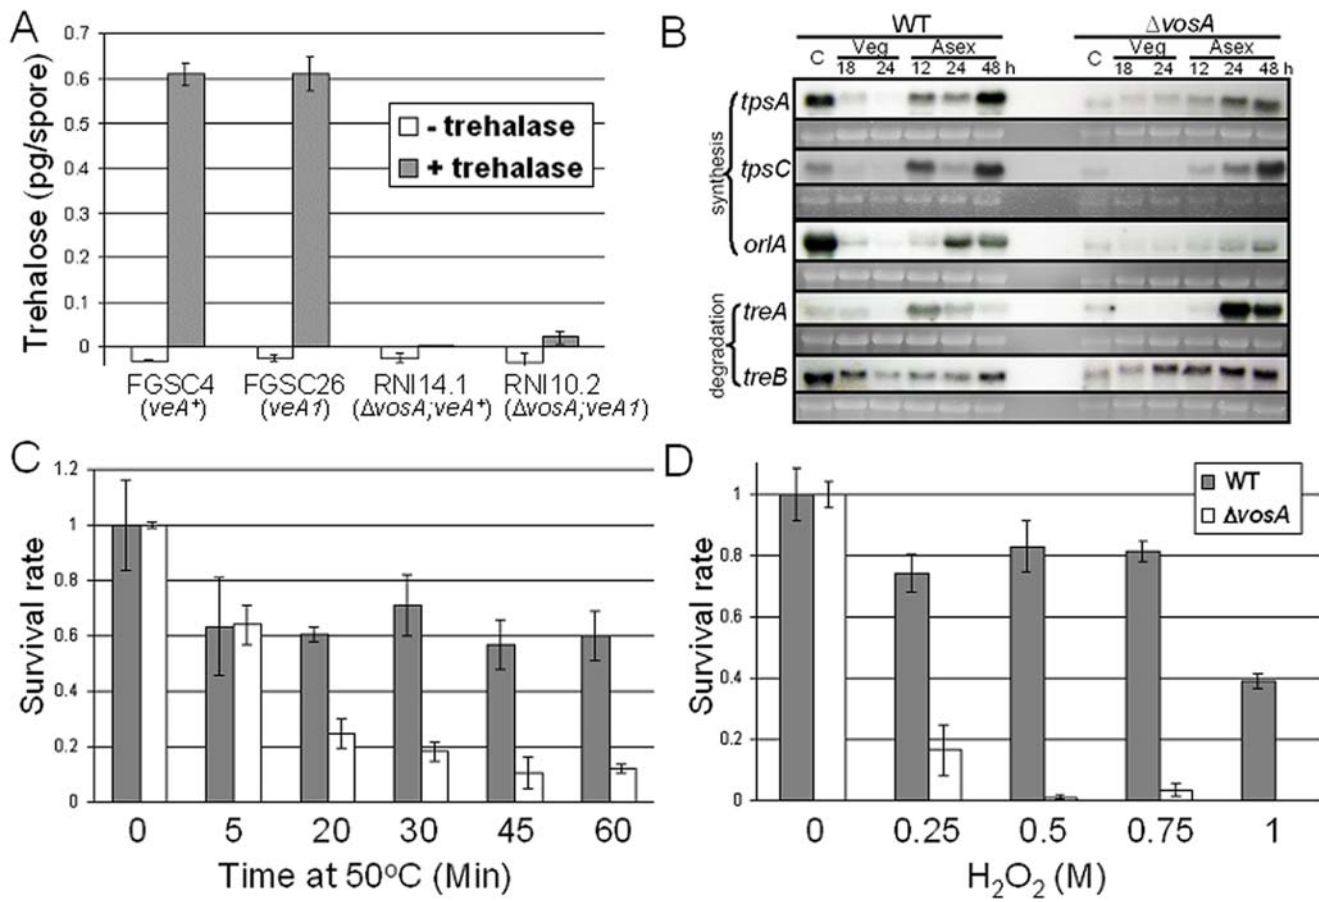 A
Trehalose (pg/spore)
0.7
0.6
0.5
0.4
0.3
0.2
0.1
0
- trehalase
+ trehalase
FGSC4 FGSC26 RNI14.1 RNI10.2
(veA⁺) (veA1) (ΔvosA;veA⁺) (ΔvosA;veA1)
B
WT ΔvosA
C Veg Asex C Veg Asex
18 24 12 24 48 h 18 24 12 24 48 h
synthesis
tpsA
tpsC
orlA
degradation
treA
treB
C
Survival rate
1.2
1
0.8
0.6
0.4
0.2
0
0 5 20 30 45 60
Time at 50°C (Min)
D
Survival rate
1
0.8
0.6
0.4
0.2
0
WT
ΔvosA
0 0.25 0.5 0.75 1
H₂O₂ (M)